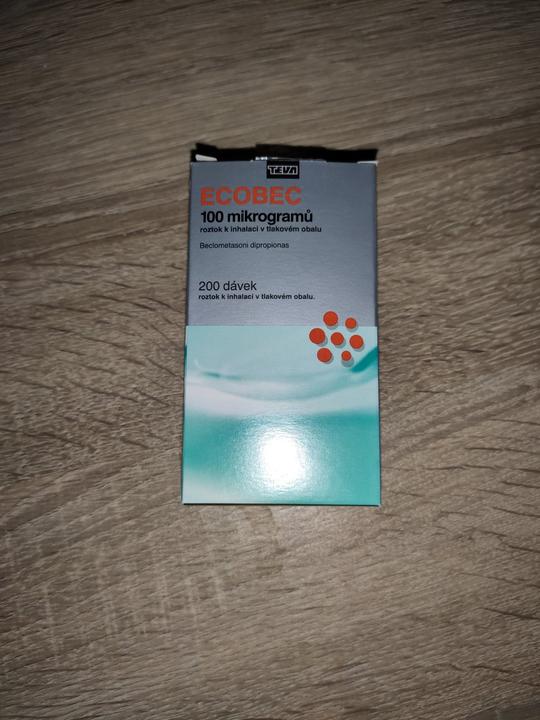 TEVA
ECOBEC
100 mikrogramů
roztok k inhalaci v tlakovém obalu
Beclometasoni dipropionas
200 dávek
roztok k inhalaci v tlakovém obalu.